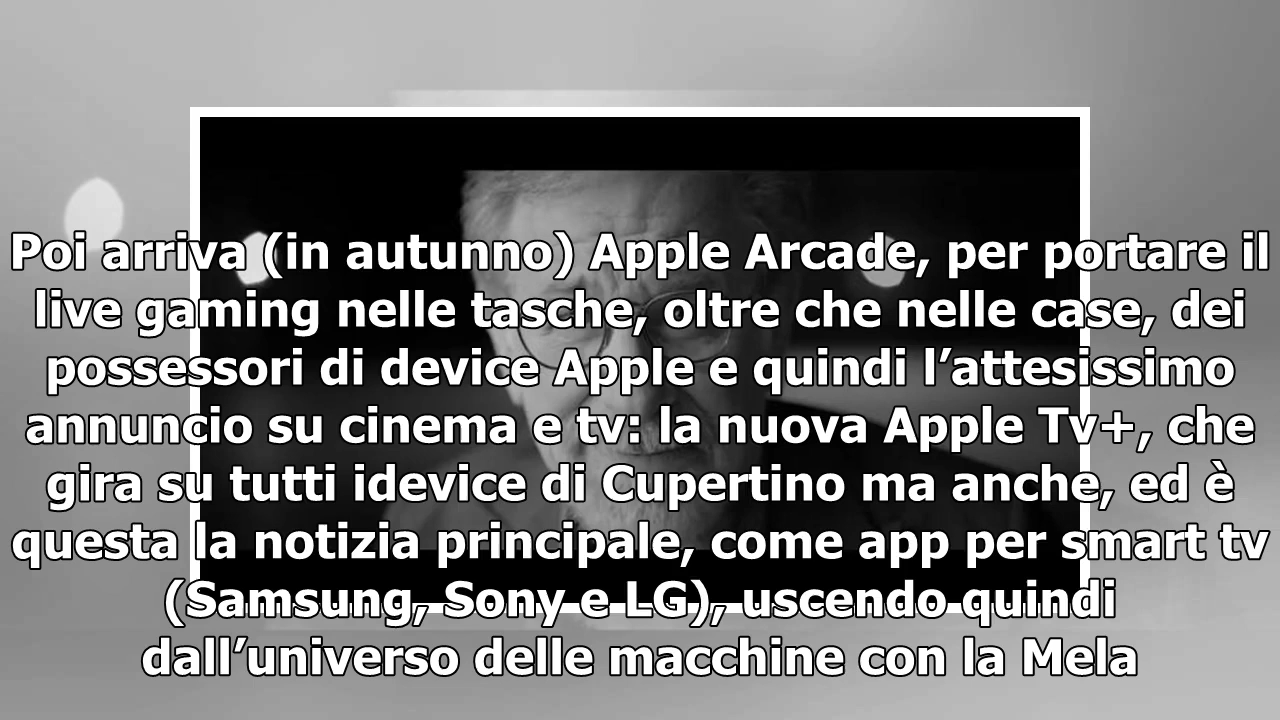 Poi arriva (in autunno) Apple Arcade, per portare il
live gaming nelle tasche, oltre che nelle case, dei
possessori di device Apple e quindi l’attesissimo
annuncio su cinema e tv: la nuova Apple Tv+, che
gira su tutti idevice di Cupertino ma anche, ed è
questa la notizia principale, come app per smart tv
(Samsung, Sony e LG), uscendo quindi
dall’universo delle macchine con la Mela